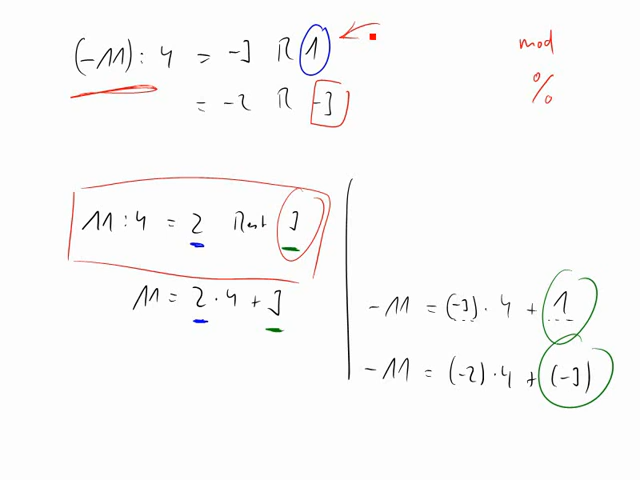 (-11) : 4 = -3 R 1
= -2 R -3
mod
%
11 : 4 = 2 Rest 3
11 = 2 · 4 + 3
-11 = (-3) · 4 + 1
-11 = (-2) · 4 + (-3)